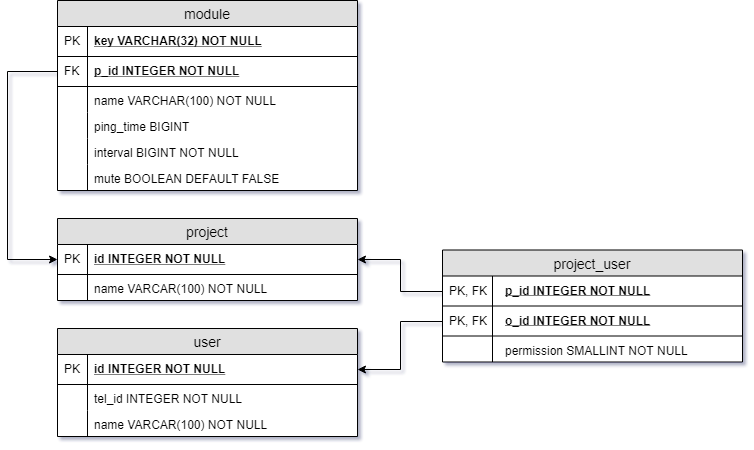 module
PK key VARCHAR(32) NOT NULL
FK p_id INTEGER NOT NULL
name VARCHAR(100) NOT NULL
ping_time BIGINT
interval BIGINT NOT NULL
mute BOOLEAN DEFAULT FALSE
project
PK id INTEGER NOT NULL
name VARCAR(100) NOT NULL
user
PK id INTEGER NOT NULL
tel_id INTEGER NOT NULL
name VARCAR(100) NOT NULL
project_user
PK, FK p_id INTEGER NOT NULL
PK, FK o_id INTEGER NOT NULL
permission SMALLINT NOT NULL